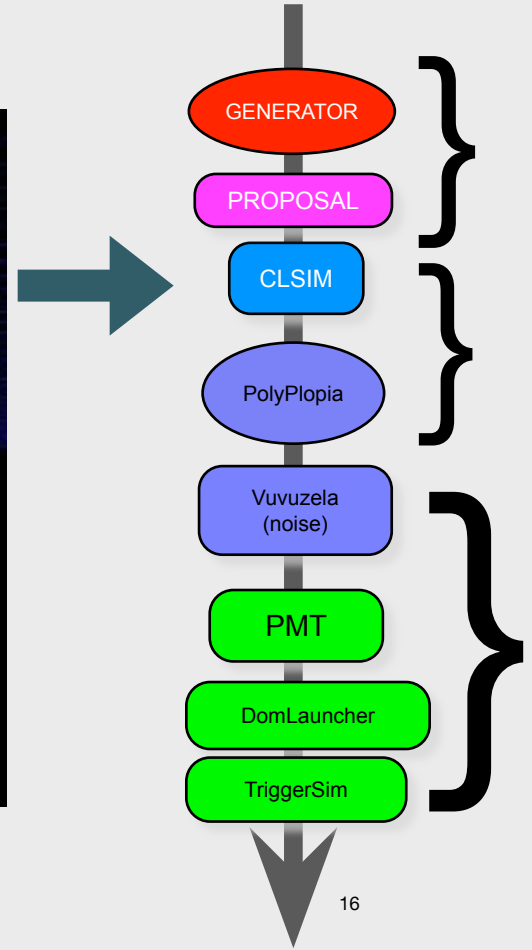 GENERATOR
PROPOSAL
CLSIM
PolyPlopia
Vuvuzela
(noise)
PMT
DomLauncher
TriggerSim
16